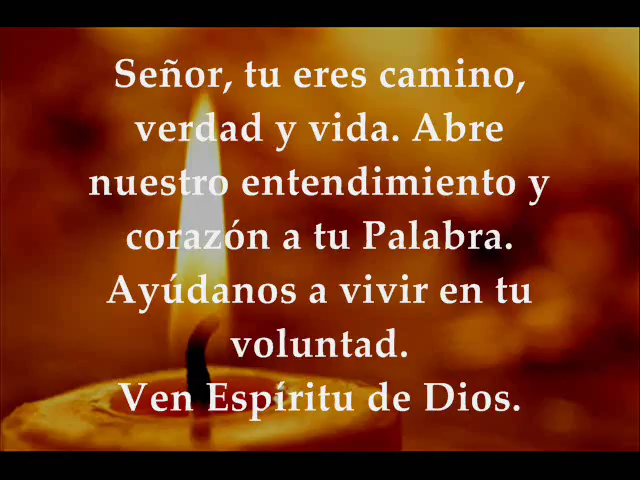 Señor, tu eres camino,
verdad y vida. Abre
nuestro entendimiento y
corazón a tu Palabra.
Ayúdanos a vivir en tu
voluntad.
Ven Espíritu de Dios.